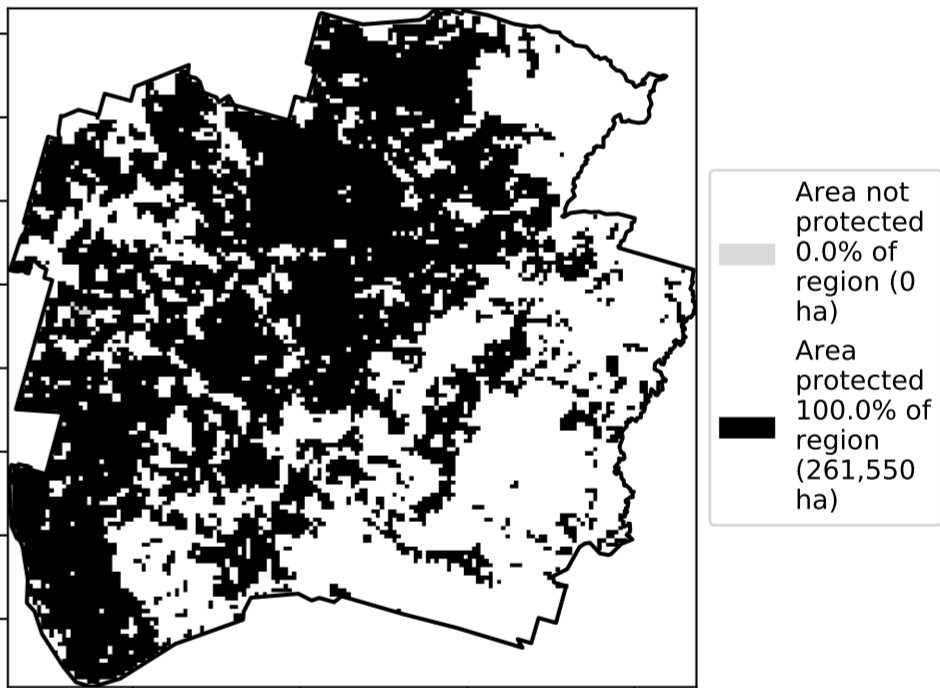 Area not
protected
0.0% of
region (0
ha)
Area
protected
100.0% of
region
(261,550
ha)